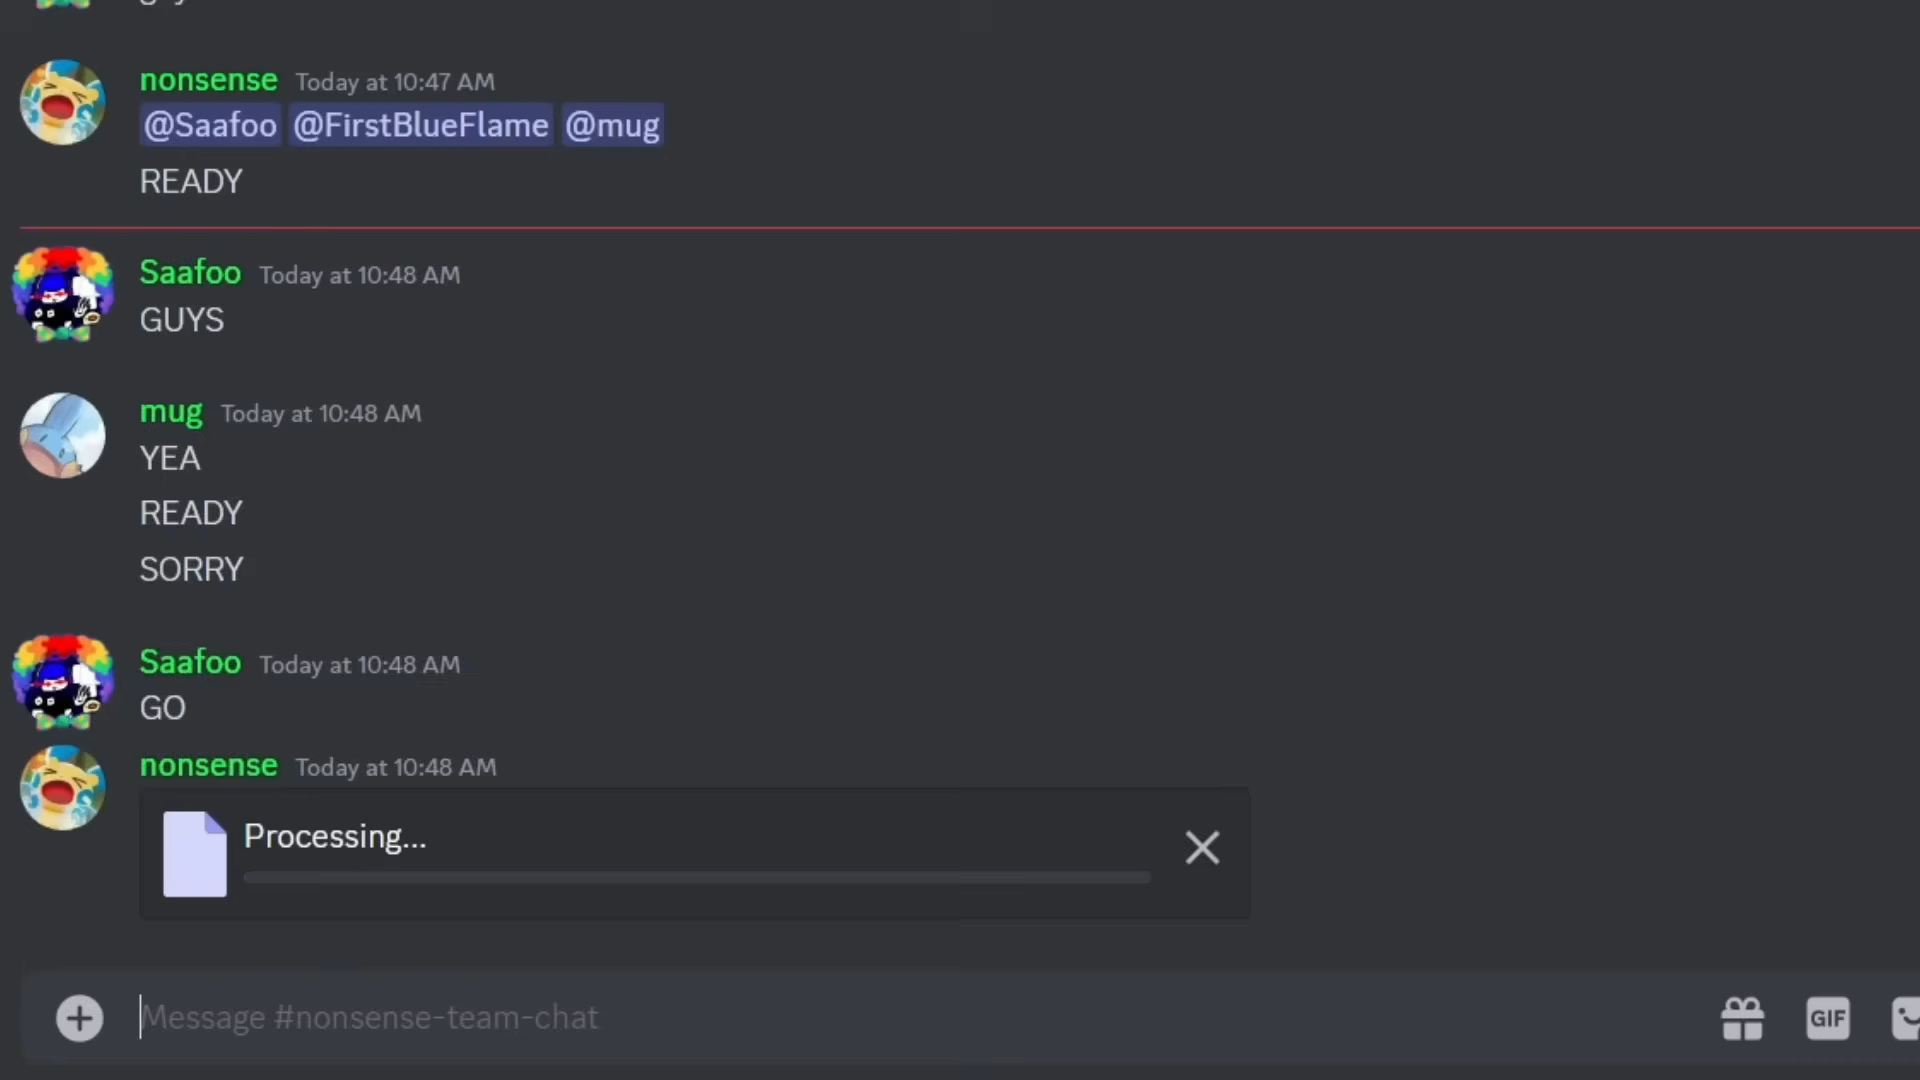 nonsense Today at 10:47 AM
@Saafoo @FirstBlueFlame @mug
READY
Saafoo Today at 10:48 AM
GUYS
mug Today at 10:48 AM
YEA
READY
SORRY
Saafoo Today at 10:48 AM
GO
nonsense Today at 10:48 AM
Processing...
Message #nonsense-team-chat
GIF